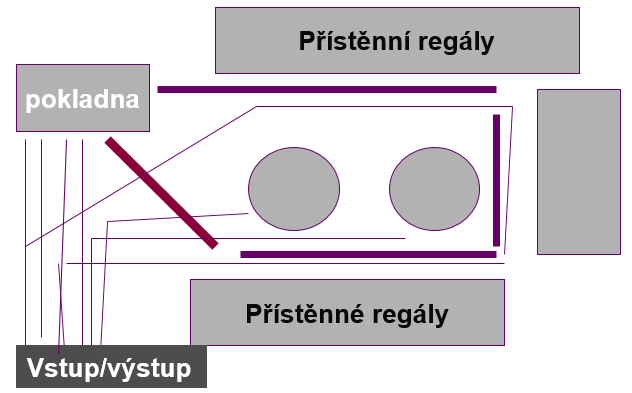 Přístěnní regály
pokladna
Přístěnné regály
Vstup/výstup